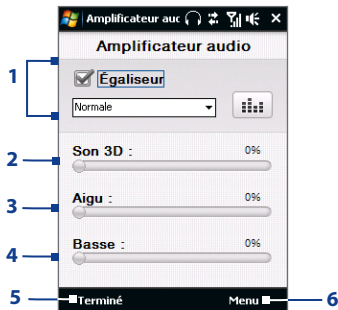 Amplificateur auc
Amplificateur audio
1
Égaliseur
Normale
2
Son 3D :
0%
3
Aigu :
0%
4
Basse :
0%
5
Terminé
Menu
6